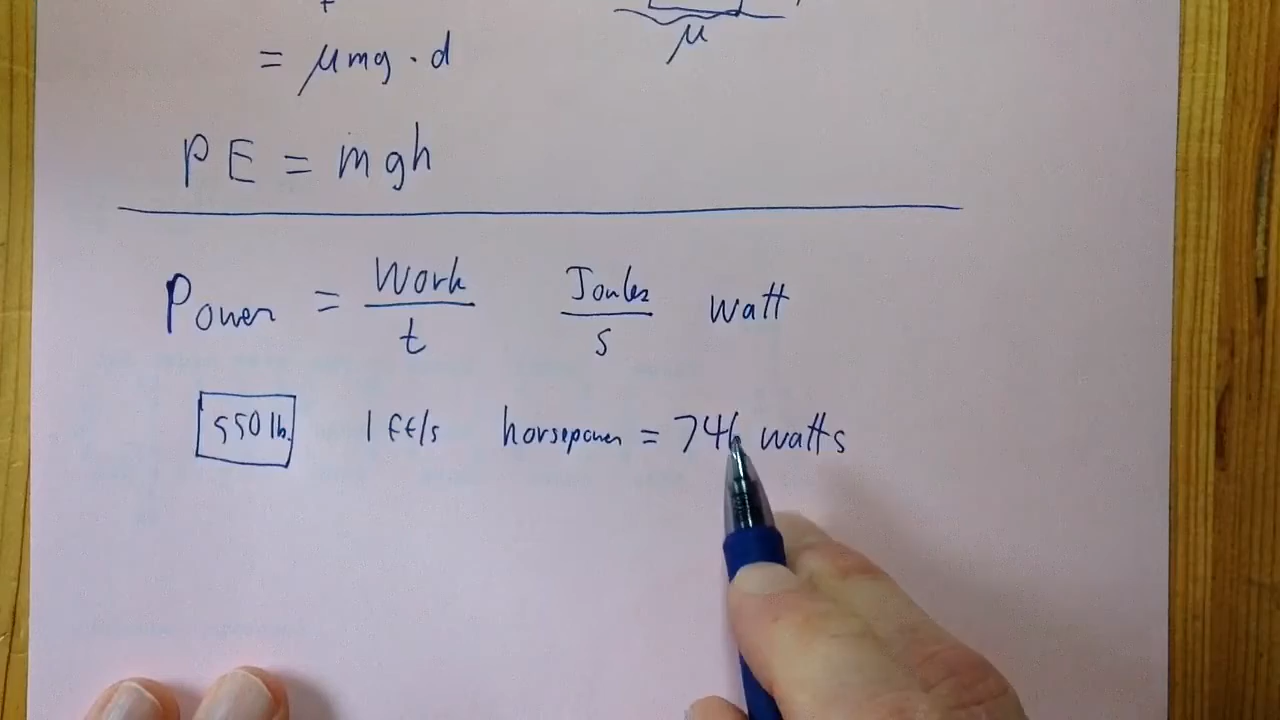 = μmg · d
μ
PE = mgh
Power = Work / t Joules / s watt
550 lb. 1 ft/s horsepower = 746 watts